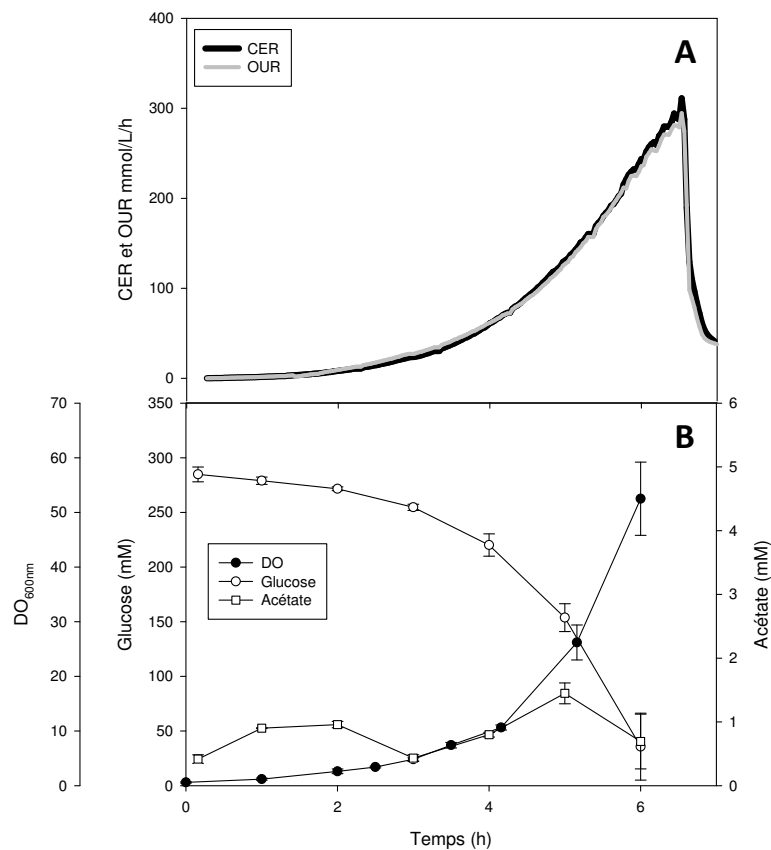 400
300
200
100
0
CER et OUR mmol/L/h
CER
OUR
A
70
60
50
40
30
20
10
0
DO600nm
350
300
250
200
150
100
50
0
Glucose (mM)
B
DO
Glucose
Acétate
6
5
4
3
2
1
0
Acétate (mM)
0 2 4 6
Temps (h)